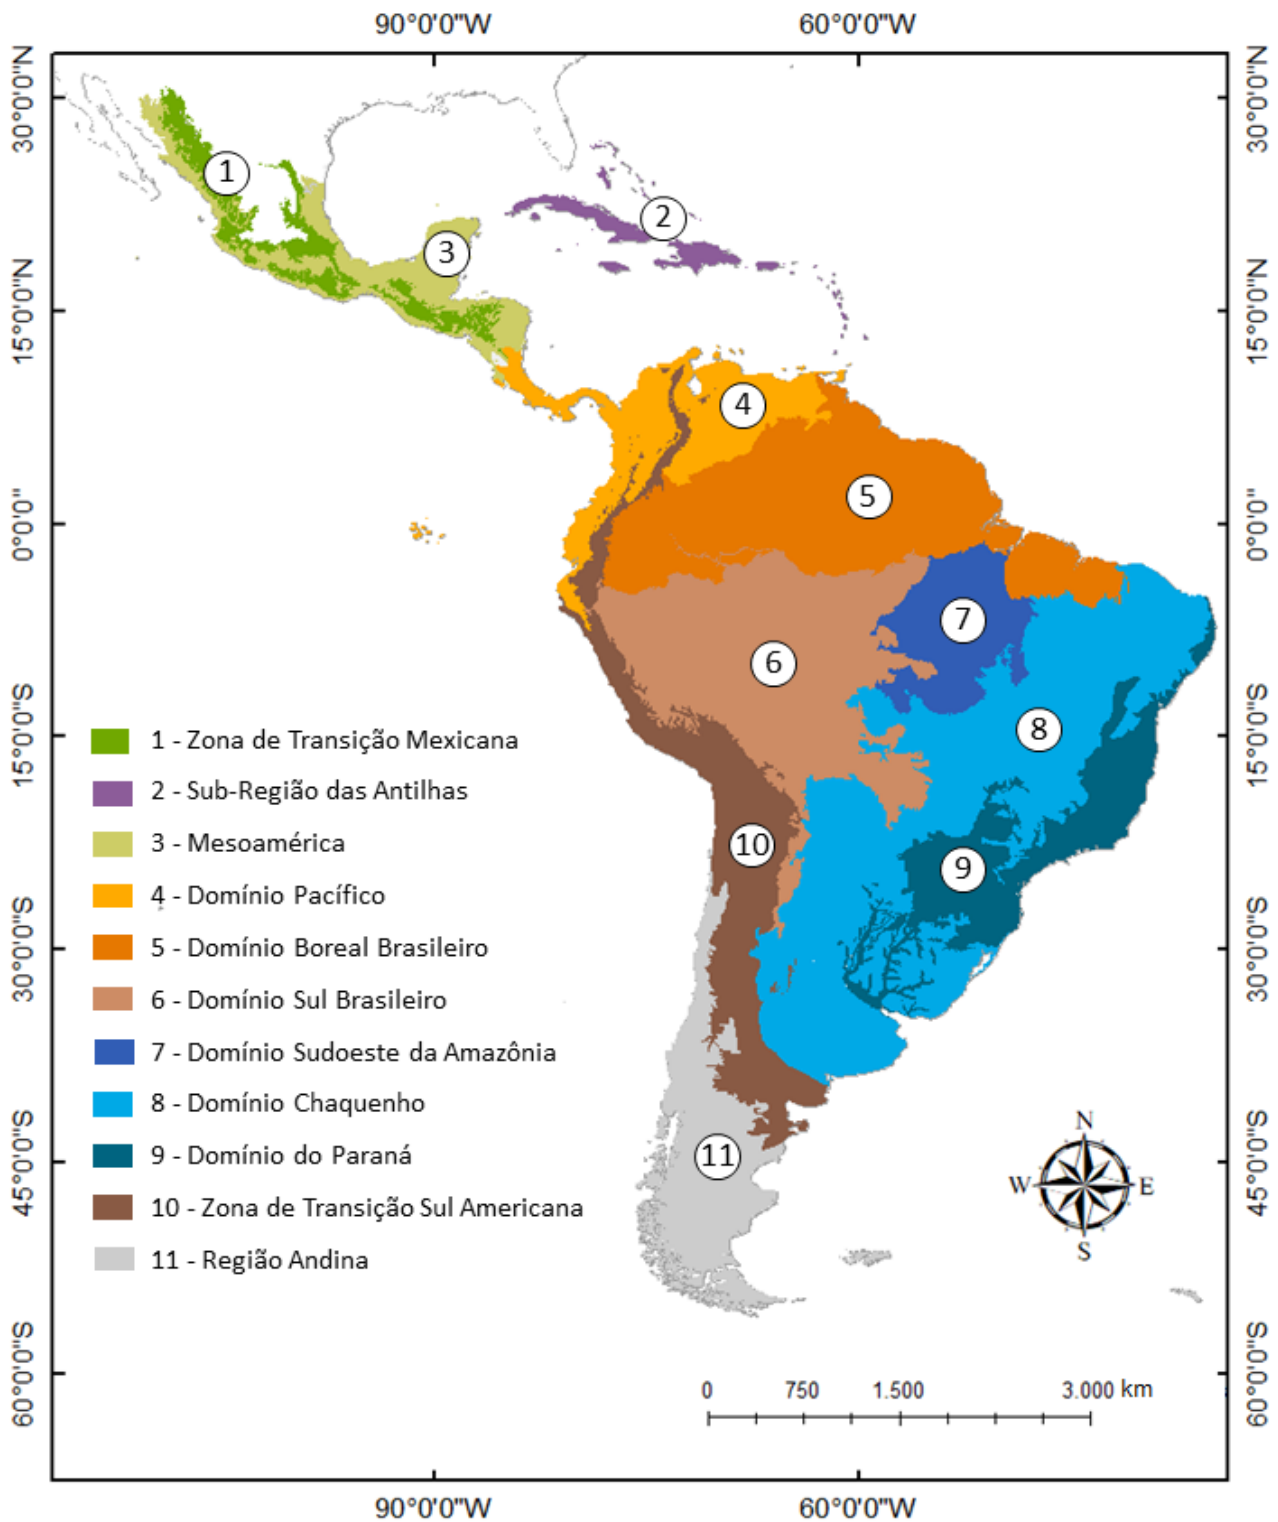 90°0'0"W 60°0'0"W
30°0'0"N 30°0'0"N
1
2
3
15°0'0"N 15°0'0"N
4
5
0°0'0" 0°0'0"
7
6
8
15°0'0"S 15°0'0"S
1 - Zona de Transição Mexicana
2 - Sub-Região das Antilhas
3 - Mesoamérica
4 - Domínio Pacífico
5 - Domínio Boreal Brasileiro
6 - Domínio Sul Brasileiro
7 - Domínio Sudoeste da Amazônia
8 - Domínio Chaquenho
9 - Domínio do Paraná
10 - Zona de Transição Sul Americana
11 - Região Andina
10
9
30°0'0"S 30°0'0"S
11
45°0'0"S 45°0'0"S
N
W E
S
60°0'0"S 60°0'0"S
0 750 1.500 3.000 km
90°0'0"W 60°0'0"W